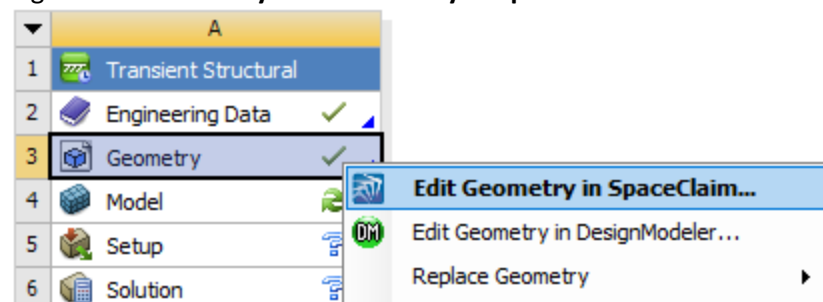 A
1 Transient Structural
2 Engineering Data
3 Geometry
Edit Geometry in SpaceClaim...
4 Model
DM Edit Geometry in DesignModeler...
5 Setup
Replace Geometry
6 Solution